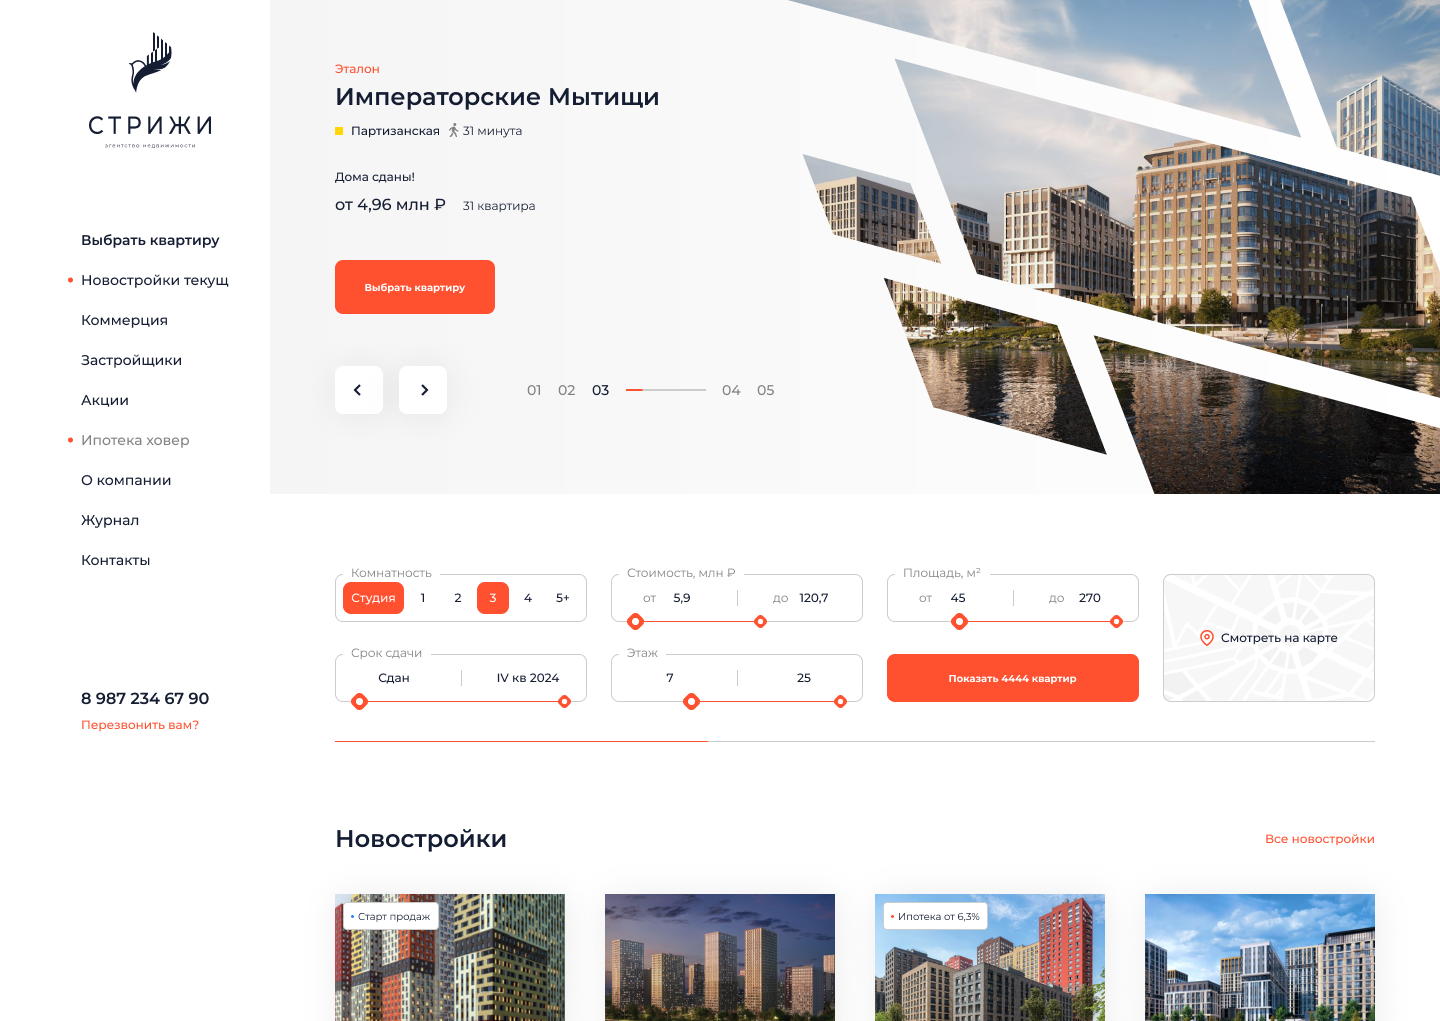 СТРИЖИ
агентство недвижимости
Выбрать квартиру
Новостройки текущ
Коммерция
Застройщики
Акции
Ипотека ховер
О компании
Журнал
Контакты
8 987 234 67 90
Перезвонить вам?
Эталон
Императорские Мытищи
Партизанская 31 минута
Дома сданы!
от 4,96 млн ₽ 31 квартира
Выбрать квартиру
01 02 03 04 05
Комнатность
Студия 1 2 3 4 5+
Стоимость, млн ₽
от 5,9 до 120,7
Площадь, м²
от 45 до 270
Смотреть на карте
Срок сдачи
Сдан IV кв 2024
Этаж
7 25
Показать 4444 квартир
Новостройки
Все новостройки
Старт продаж
Ипотека от 6,3%